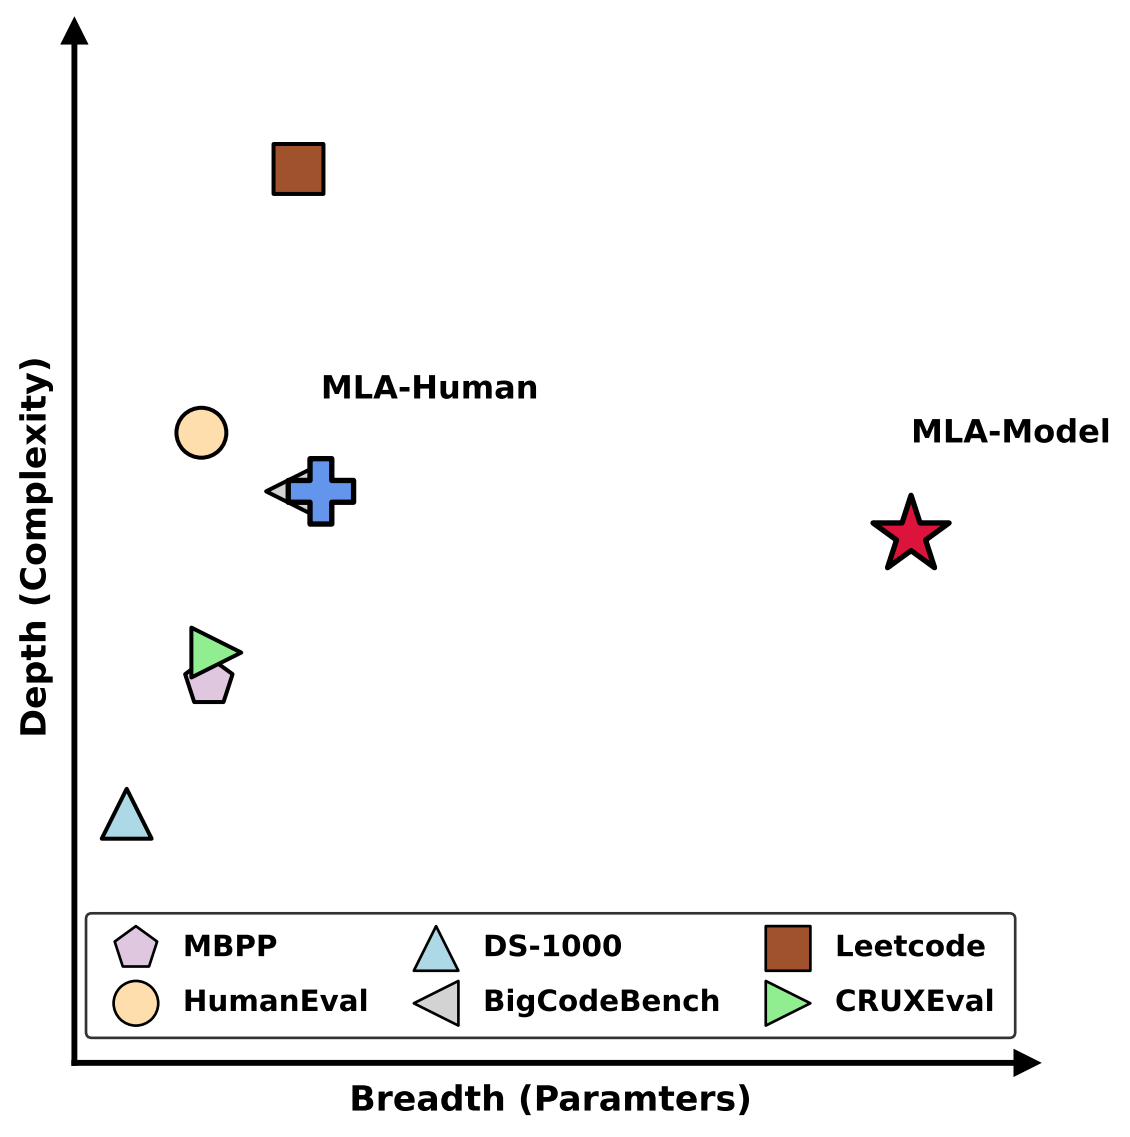 MLA-Human
MLA-Model
Depth (Complexity)
MBPP
DS-1000
Leetcode
HumanEval
BigCodeBench
CRUXEval
Breadth (Paramters)